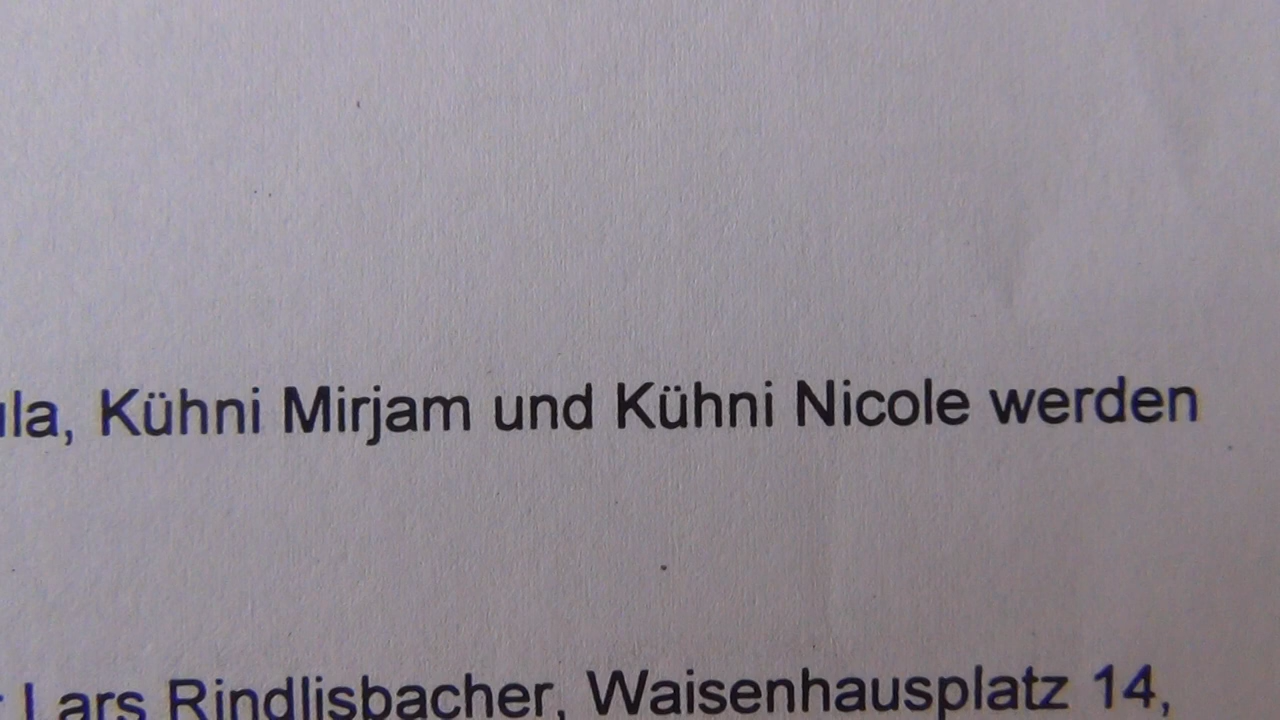 Kühni Mirjam und Kühni Nicole werden
Lars Rindlisbacher, Waisenhausplatz 14,